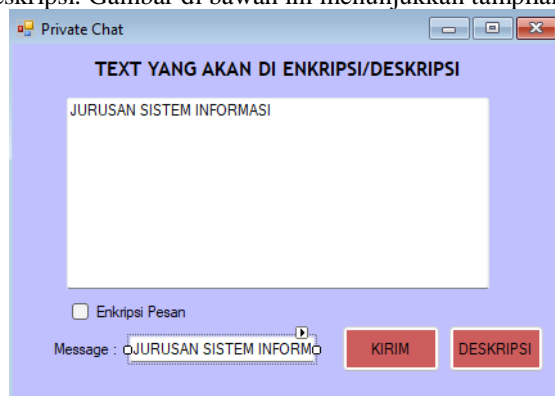 eskripsi. Gambar di bawah ini menunjukkan tampilan
Private Chat
TEXT YANG AKAN DI ENKRIPSI/DESKRIPSI
JURUSAN SISTEM INFORMASI
Enkripsi Pesan
Message : JURUSAN SISTEM INFORM
KIRIM
DESKRIPSI